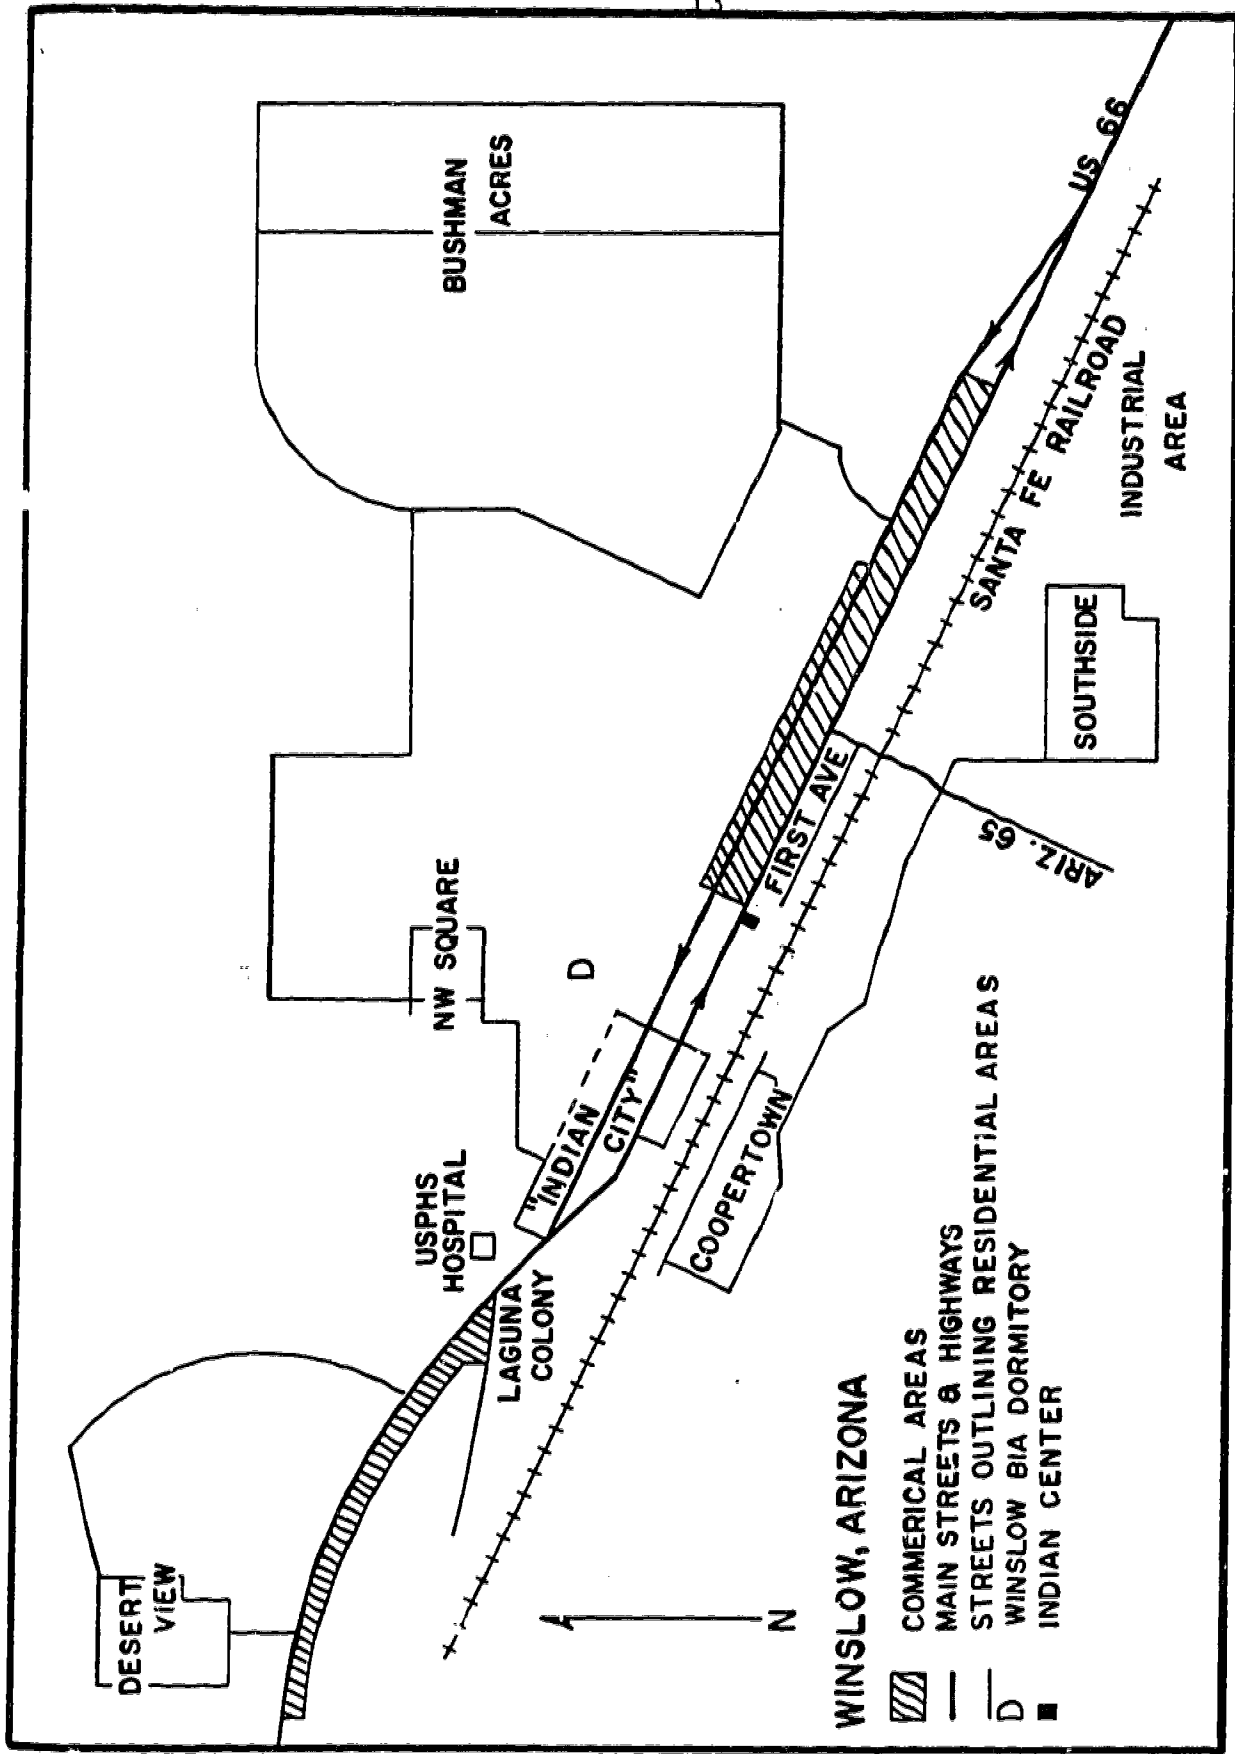 13
DESERT
VIEW
BUSHMAN
ACRES
NW SQUARE
USPHS
HOSPITAL
"INDIAN
CITY"
D
LAGUNA
COLONY
COOPERTOWN
FIRST AVE
US 66
SANTA FE RAILROAD
INDUSTRIAL
AREA
SOUTHSIDE
ARIZ. 65
N
WINSLOW, ARIZONA
COMMERICAL AREAS
MAIN STREETS & HIGHWAYS
STREETS OUTLINING RESIDENTIAL AREAS
D WINSLOW BIA DORMITORY
INDIAN CENTER